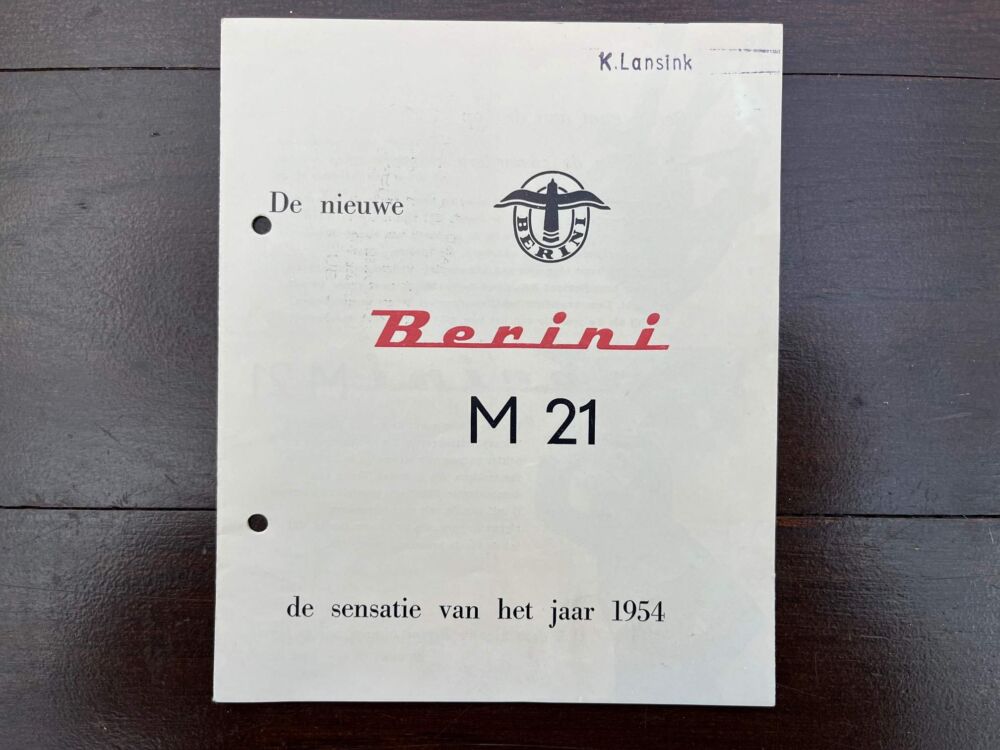 K.Lansink
De nieuwe
BERINI
Berini
M 21
de sensatie van het jaar 1954